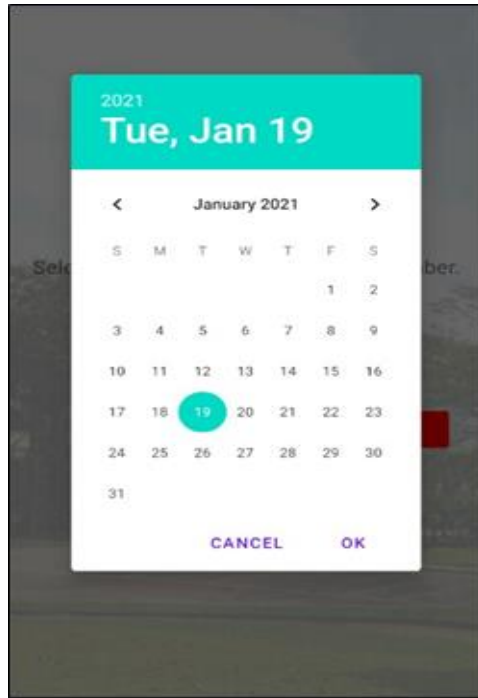 2021
Tue, Jan 19
< January 2021 >
S M T W T F S
1 2
3 4 5 6 7 8 9
10 11 12 13 14 15 16
17 18 19 20 21 22 23
24 25 26 27 28 29 30
31
CANCEL OK